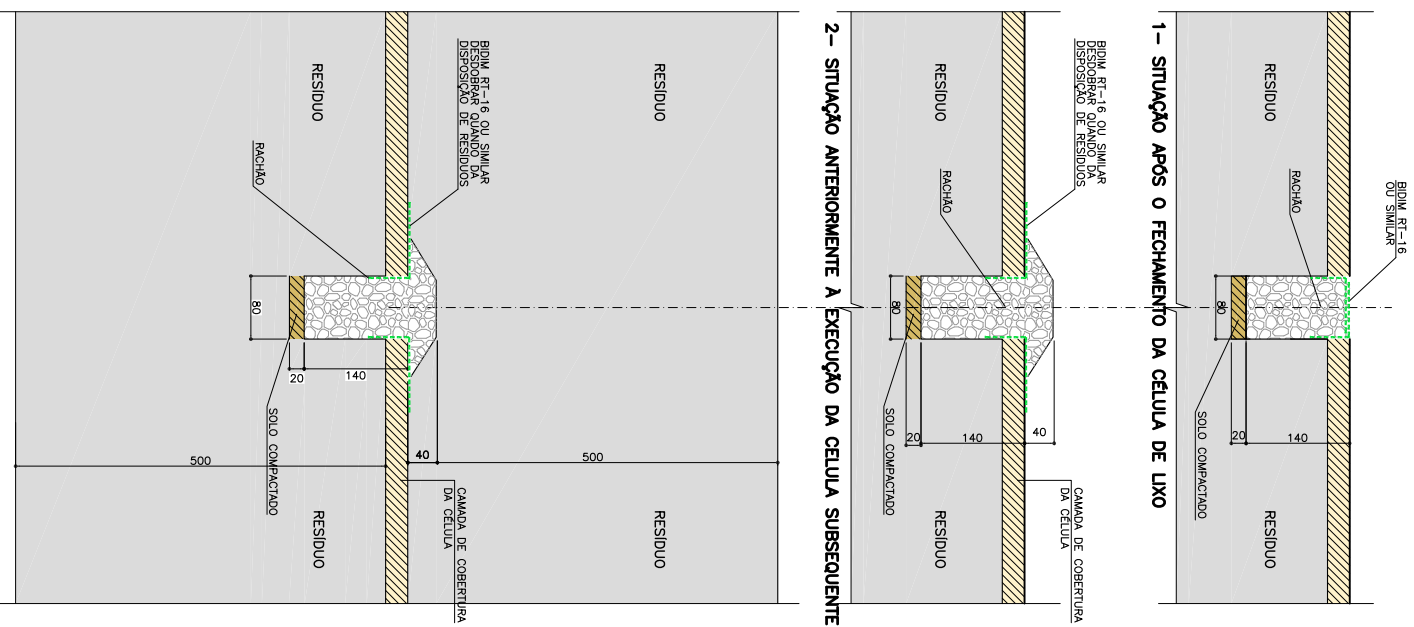 BIDIM RT-16
OU SIMILAR
RESÍDUO
RACHÃO
RESÍDUO
80
20
140
SOLO COMPACTADO
1- SITUAÇÃO APÓS O FECHAMENTO DA CÉLULA DE LIXO
BIDIM RT-16 OU SIMILAR
DESDOBRAR QUANDO DA
DISPOSIÇÃO DE RESÍDUOS
RESÍDUO
RACHÃO
RESÍDUO
80
20
140
40
SOLO COMPACTADO
CAMADA DE COBERTURA
DA CÉLULA
2- SITUAÇÃO ANTERIORMENTE À EXECUÇÃO DA CELULA SUBSEQUENTE
RESÍDUO
RESÍDUO
BIDIM RT-16 OU SIMILAR
DESDOBRAR QUANDO DA
DISPOSIÇÃO DE RESÍDUOS
500
40
CAMADA DE COBERTURA
DA CÉLULA
RESÍDUO
RACHÃO
RESÍDUO
80
20
140
500
SOLO COMPACTADO